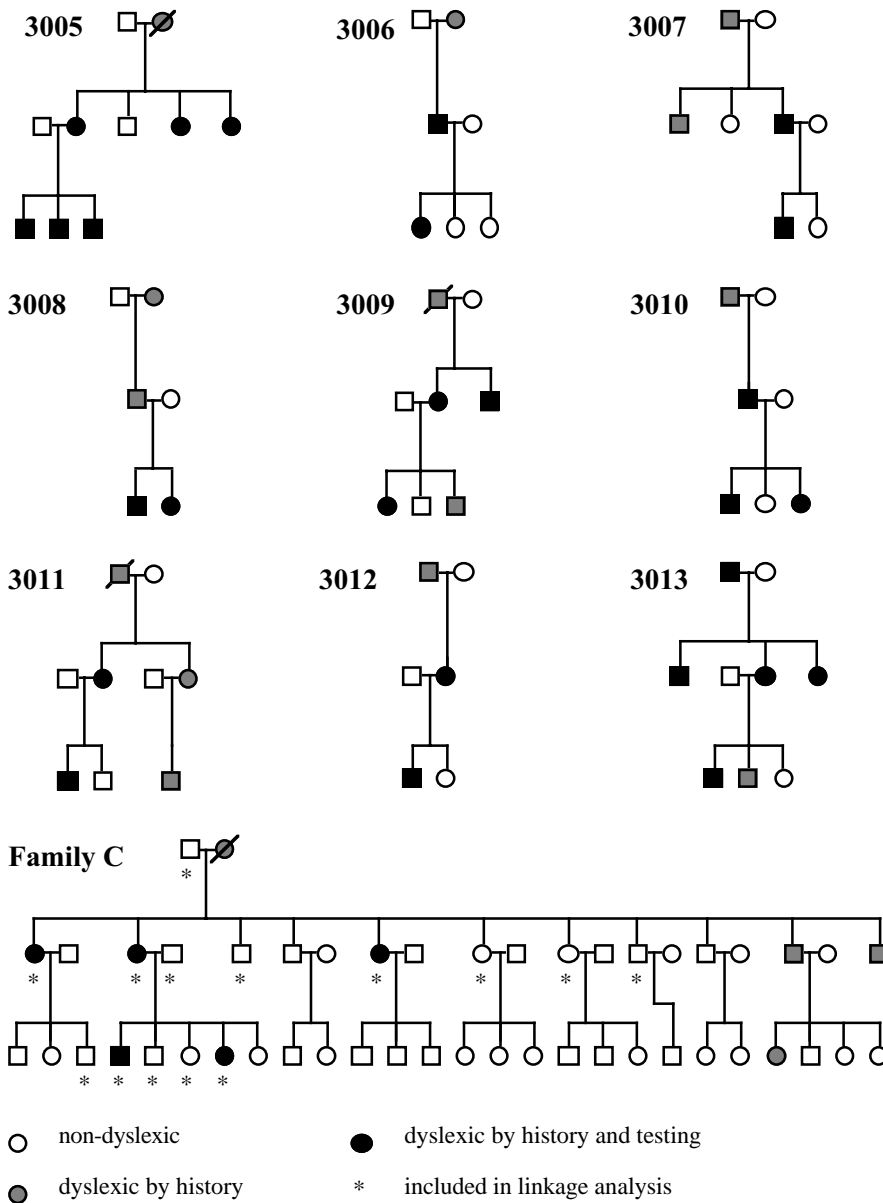 3005 3006 3007
3008 3009 3010
3011 3012 3013
Family C
*
* * * * * * * *
* * * * *
non-dyslexic dyslexic by history and testing
dyslexic by history * included in linkage analysis